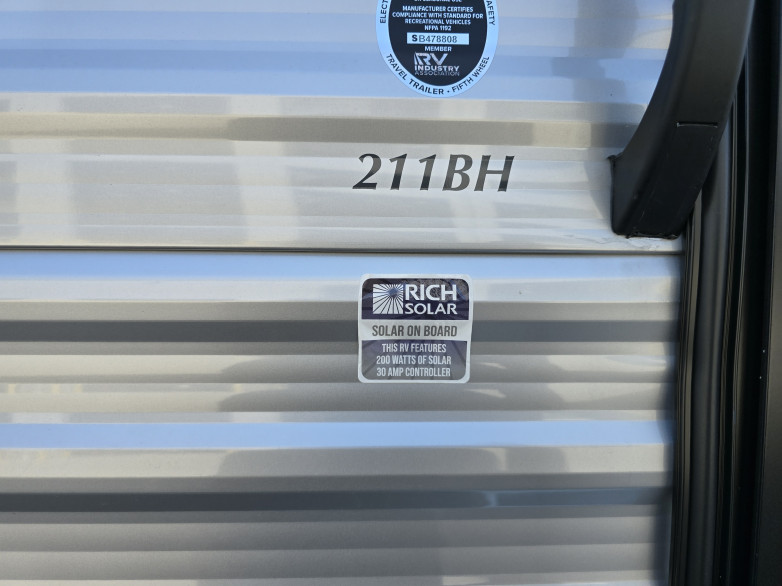 MANUFACTURER CERTIFIES
COMPLIANCE WITH STANDARD FOR
RECREATIONAL VEHICLES
NFPA 1192
SB478808
MEMBER
RV
INDUSTRY
ASSOCIATION
TRAVEL TRAILER • FIFTH WHEEL
211BH
RICH
SOLAR
SOLAR ON BOARD
THIS RV FEATURES
200 WATTS OF SOLAR
30 AMP CONTROLLER